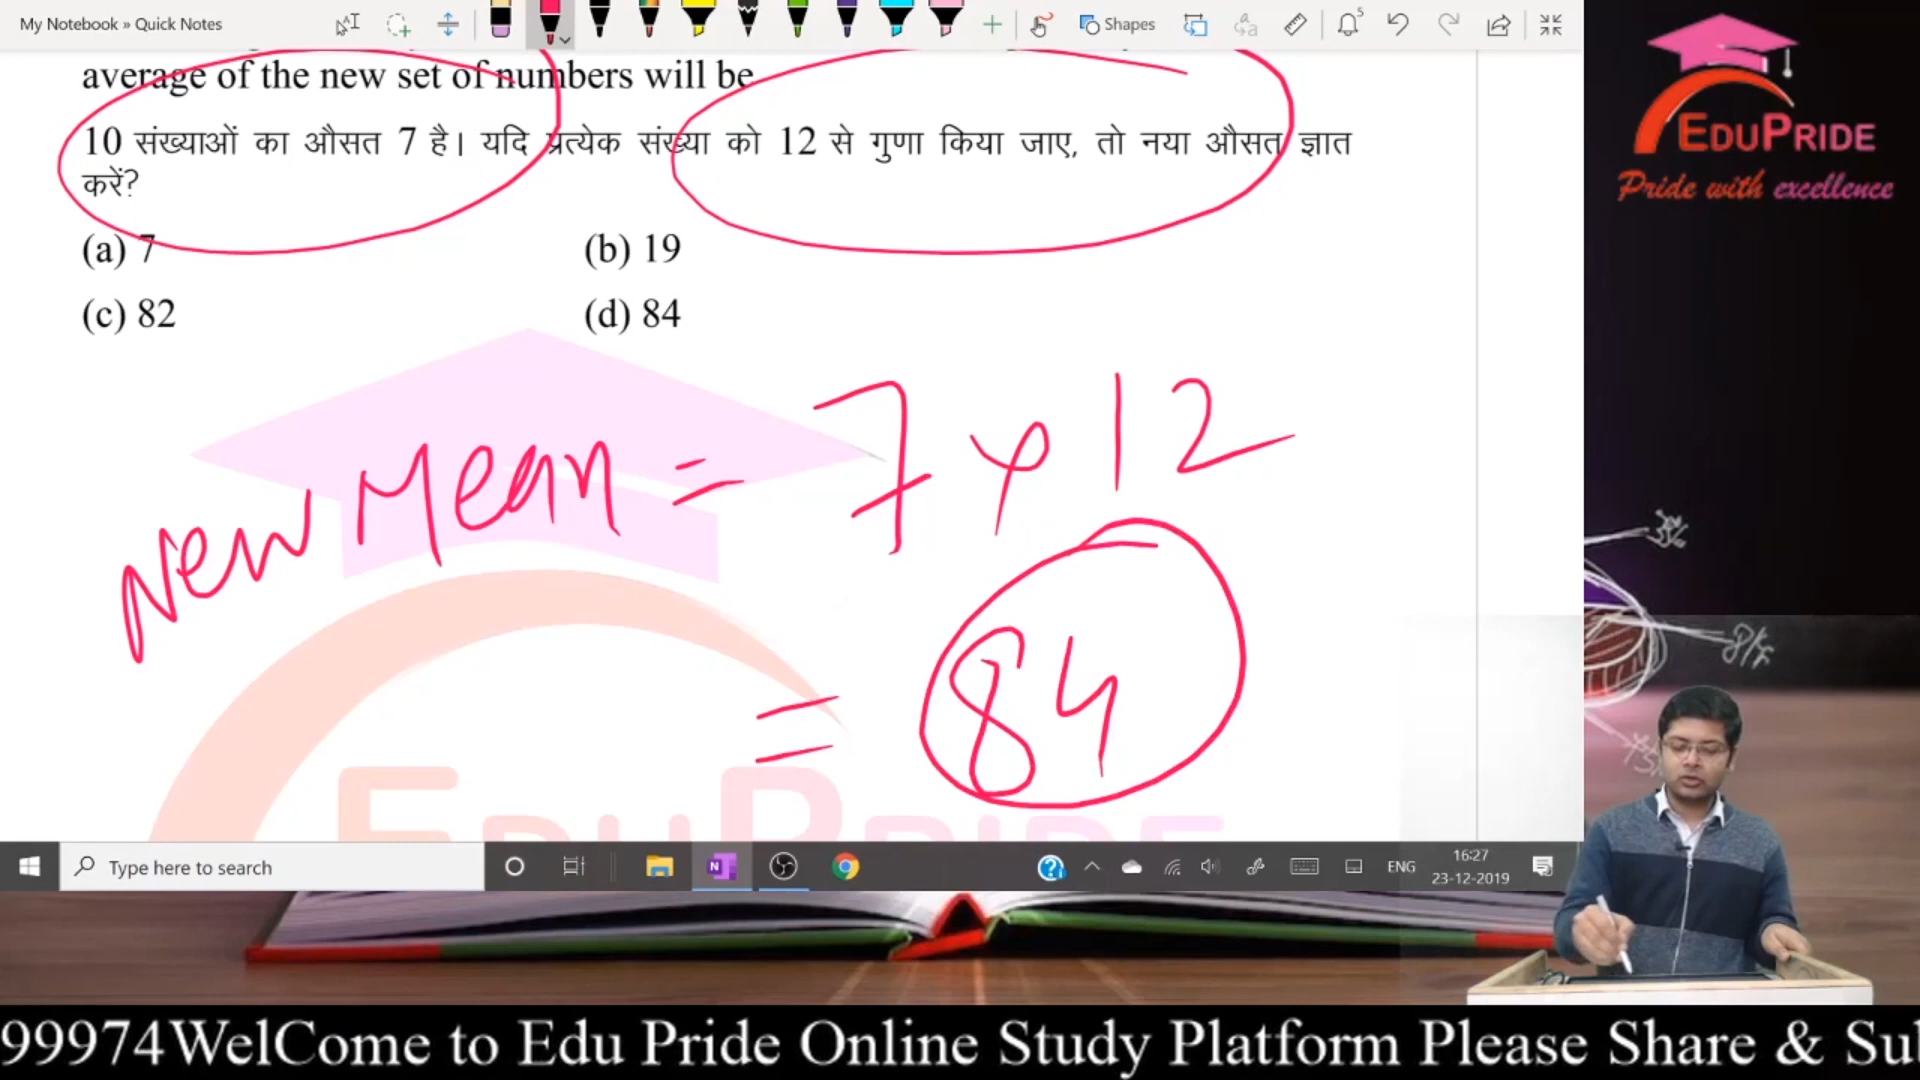 My Notebook » Quick Notes
Shapes
5
average of the new set of numbers will be
10 संख्याओं का औसत 7 है। यदि प्रत्येक संख्या को 12 से गुणा किया जाए, तो नया औसत ज्ञात
करें?
(a) 7
(b) 19
(c) 82
(d) 84
New Mean = 7 x 12
= 84
EDUPRIDE
EDUPRIDE
Pride with excellence
Type here to search
ENG
16:27
23-12-2019
99974WelCome to Edu Pride Online Study Platform Please Share & Su